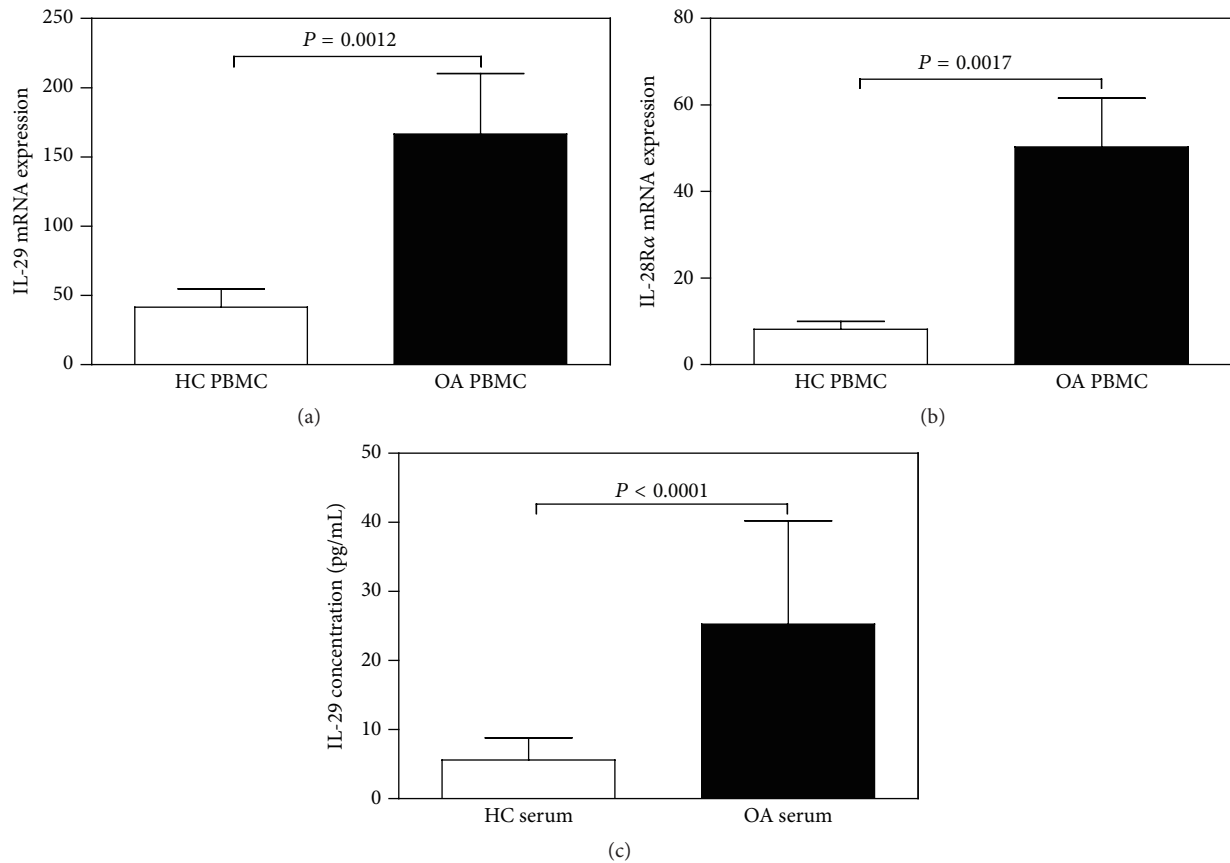 IL-29 mRNA expression
250
200
150
100
50
0
P = 0.0012
HC PBMC OA PBMC
(a)
IL-28Rα mRNA expression
80
60
40
20
0
P = 0.0017
HC PBMC OA PBMC
(b)
IL-29 concentration (pg/mL)
50
40
30
20
10
0
P < 0.0001
HC serum OA serum
(c)